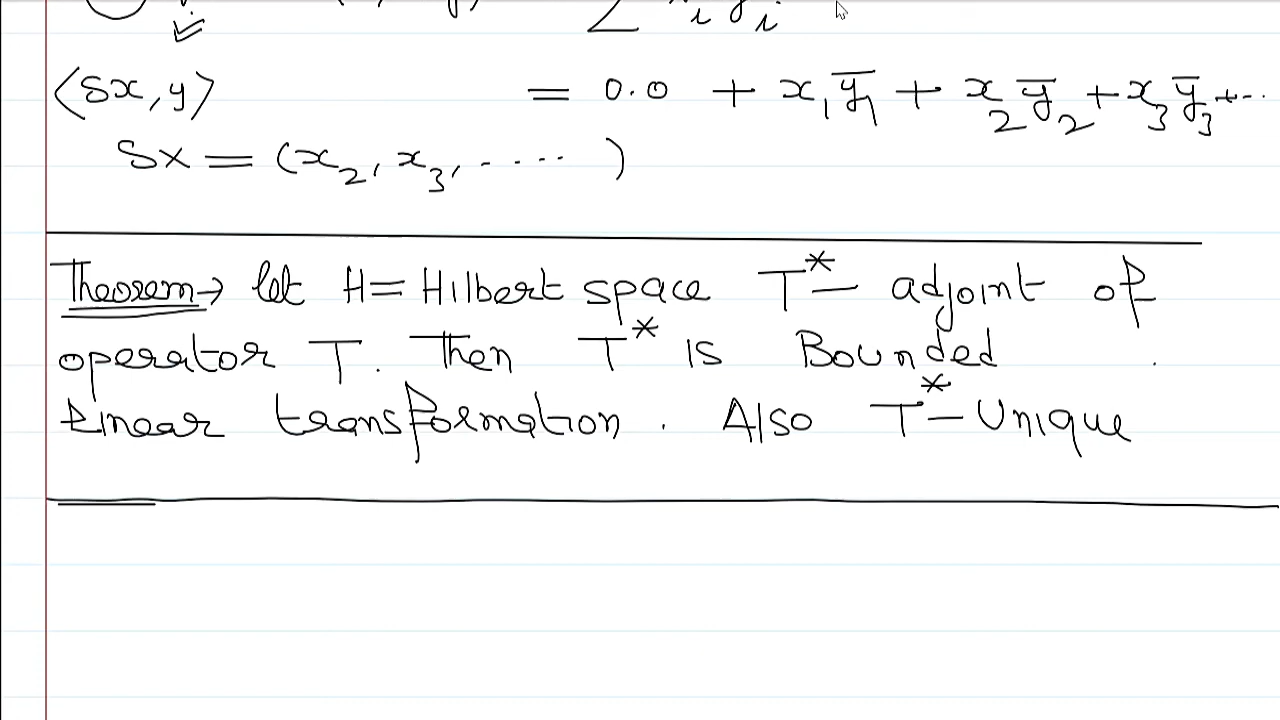 ⟨Sx, y⟩ = 0.0 + x₁ȳ₁ + x₂ȳ₂ + x₃ȳ₃ + ...
Sx = (x₂, x₃, ..... )
Theorem → let H = Hilbert space T* – adjoint of
operator T. Then T* is Bounded
linear transformation. Also T* – Unique